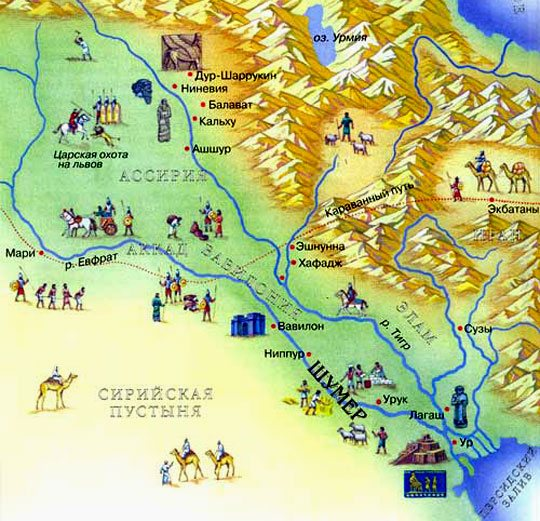 оз. Урмия
Дур-Шаррукин
Ниневия
Балават
Кальху
Ашшур
Царская охота
на львов
АССИРИЯ
Караванный путь
Экбатаны
ИРАН
Мари
р. Евфрат
АККАД
ВАВИЛОНИЯ
Эшнунна
Хафадж
ЭЛАМ
р. Тигр
Сузы
Вавилон
Ниппур
ШУМЕР
Урук
Лагаш
Ур
СИРИЙСКАЯ
ПУСТЫНЯ
ПЕРСИДСКИЙ
ЗАЛИВ